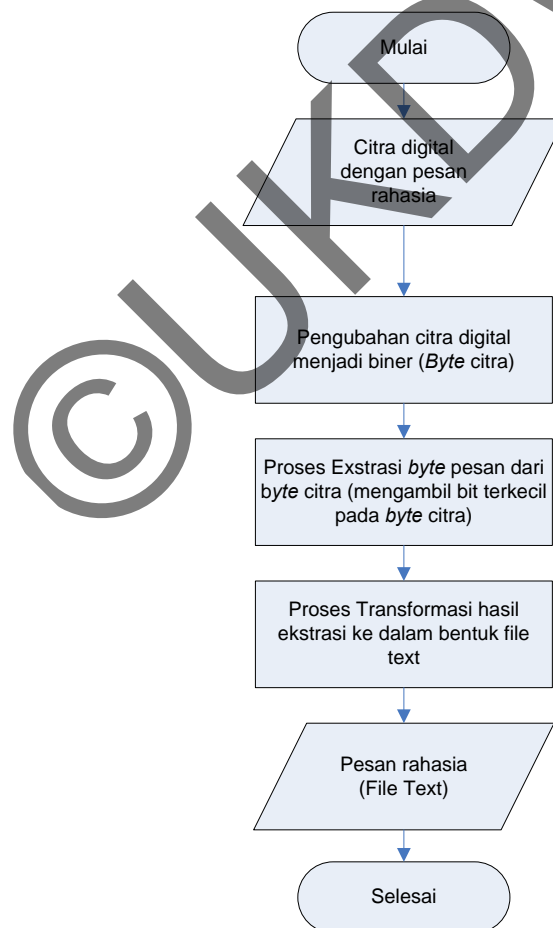 Mulai
Citra digital
dengan pesan
rahasia
Pengubahan citra digital
menjadi biner (Byte citra)
Proses Exstrasi byte pesan dari
byte citra (mengambil bit terkecil
pada byte citra)
Proses Transformasi hasil
ekstrasi ke dalam bentuk file
text
Pesan rahasia
(File Text)
Selesai
©UKD